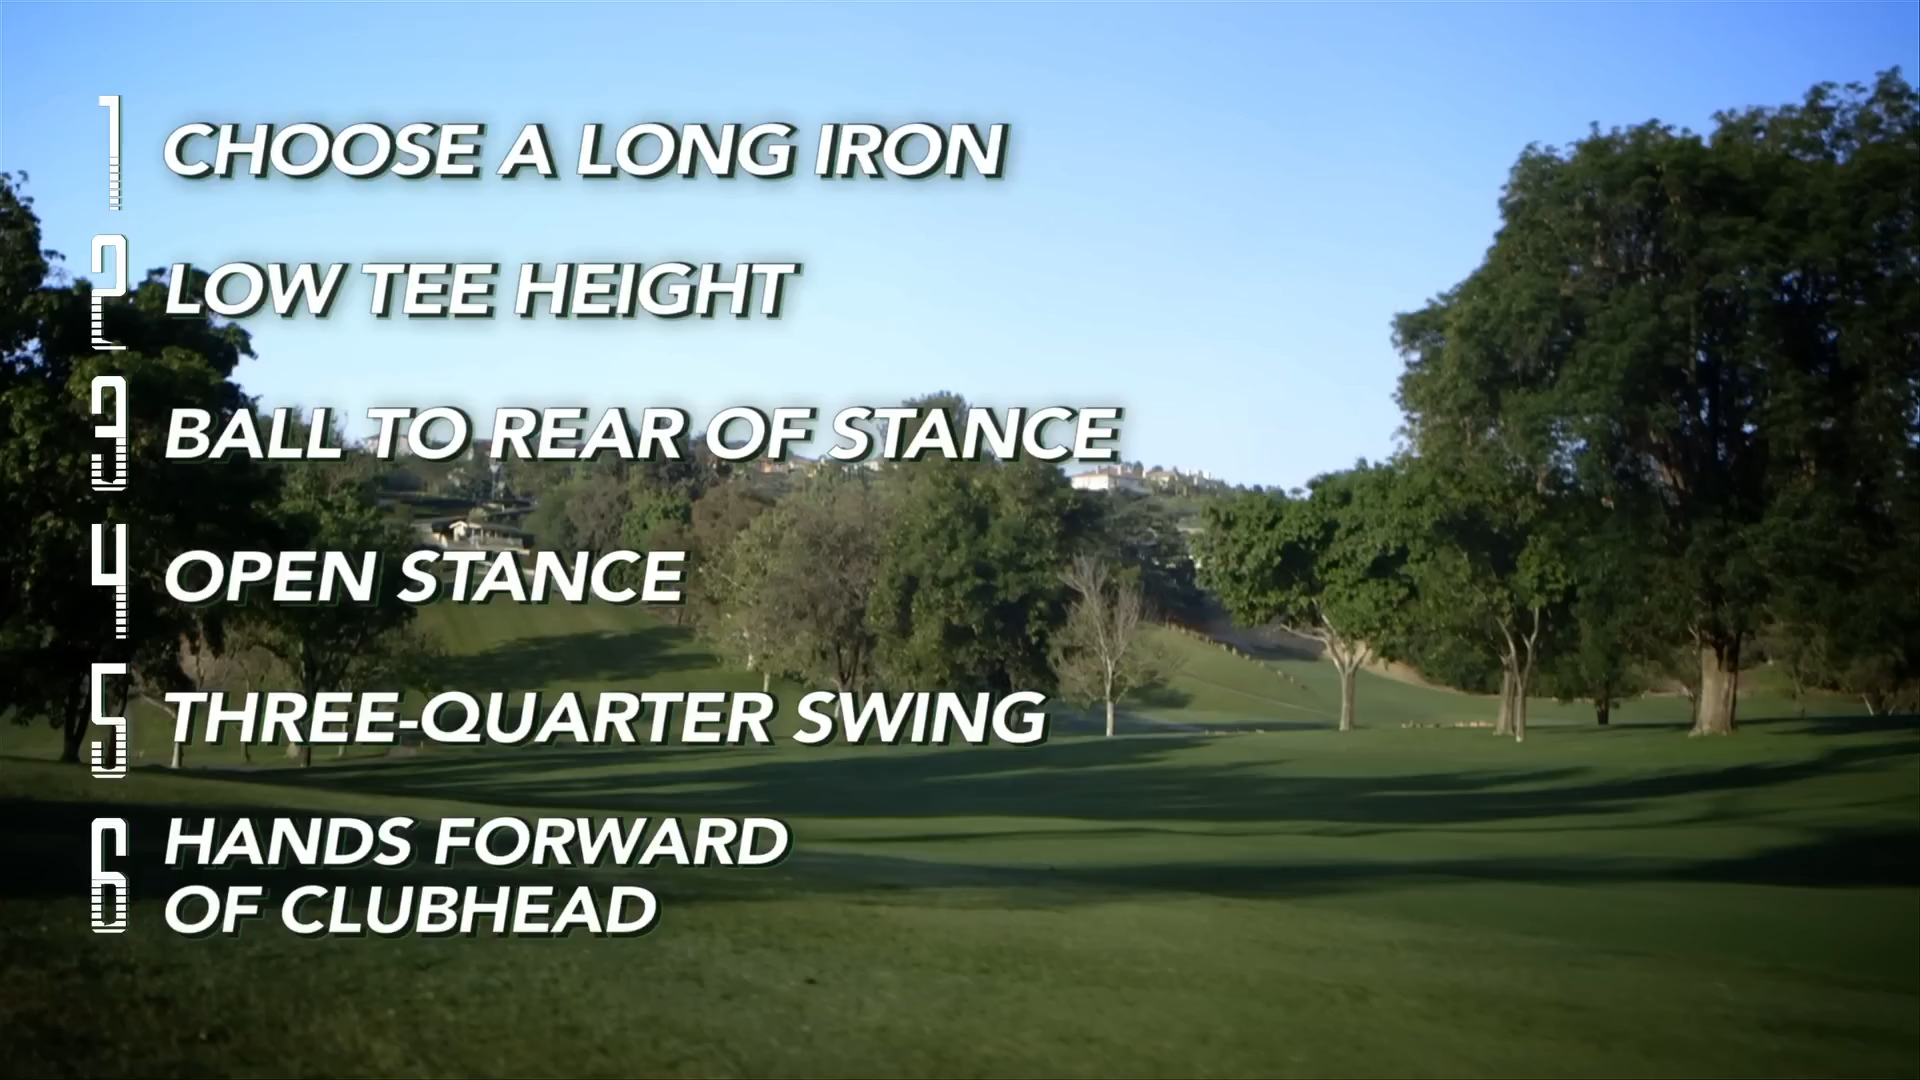 1 CHOOSE A LONG IRON
2 LOW TEE HEIGHT
3 BALL TO REAR OF STANCE
4 OPEN STANCE
5 THREE-QUARTER SWING
6 HANDS FORWARD
OF CLUBHEAD